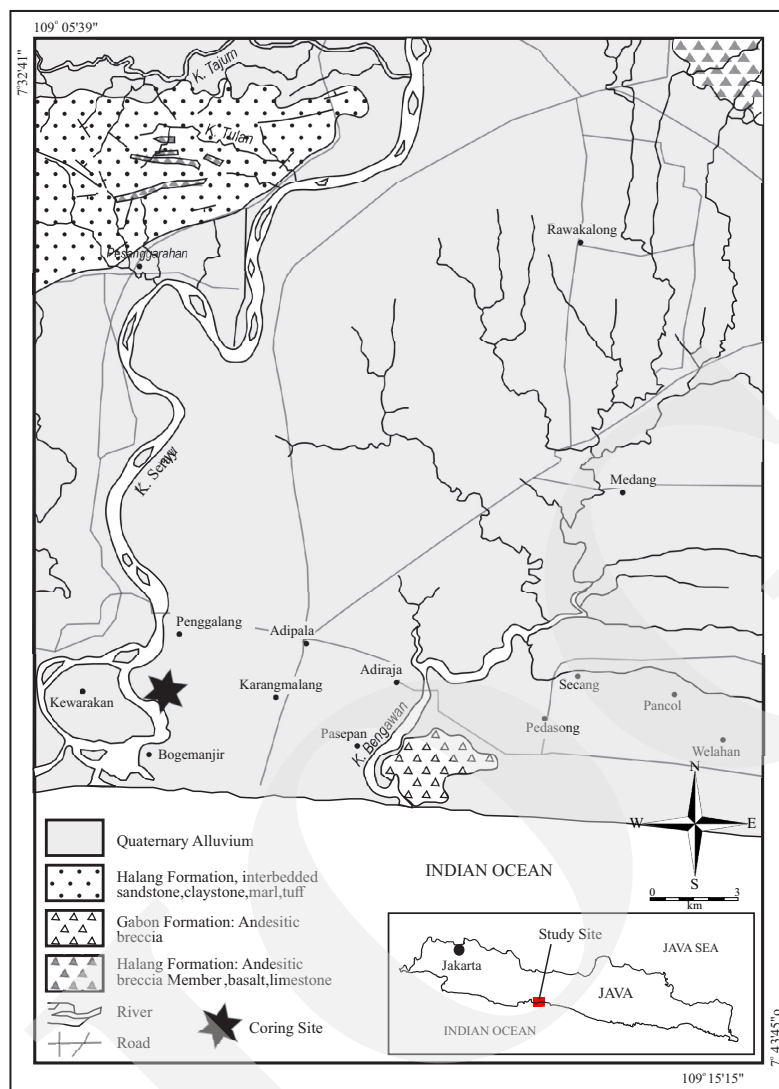 109° 05'39"
7°32'41"
K. Tajum
K. Tulan
Rawakalong
Pesanggarahan
K. Serayu
Medang
Penggalang
Adipala
Adiraja
Secang
Kewarakan
Karangmalang
Pancol
Pedasong
Pasepan
K. Bengawan
Welahan
Bogemanjir
N
W
E
S
0
3
km
Quaternary Alluvium
INDIAN OCEAN
Halang Formation, interbedded
sandstone,claystone,marl,tuff
Gabon Formation: Andesitic
breccia
Halang Formation: Andesitic
breccia Member,basalt,limestone
River
Road
Coring Site
Study Site
JAVA SEA
Jakarta
JAVA
INDIAN OCEAN
7° 43'45"
109° 15'15"